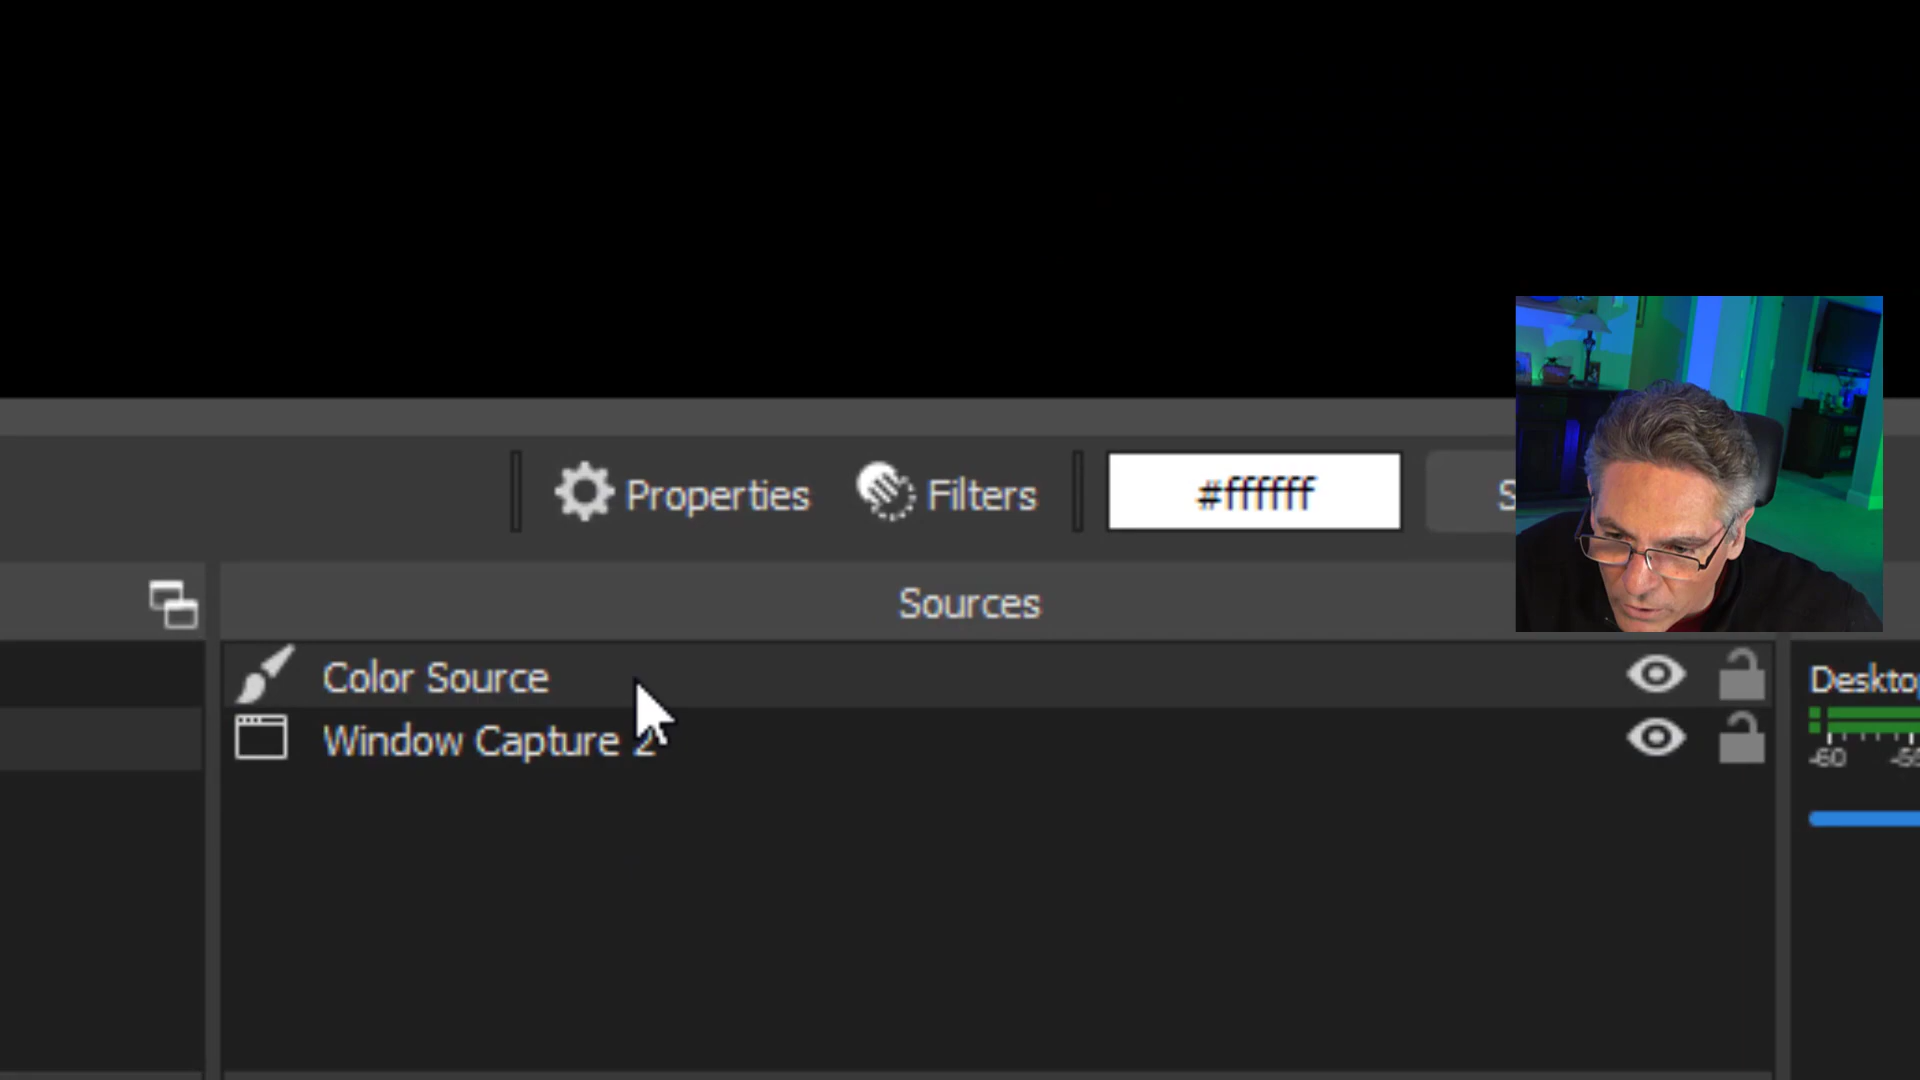 Properties
Filters
#ffffff
Sources
Color Source
Window Capture 2
-60